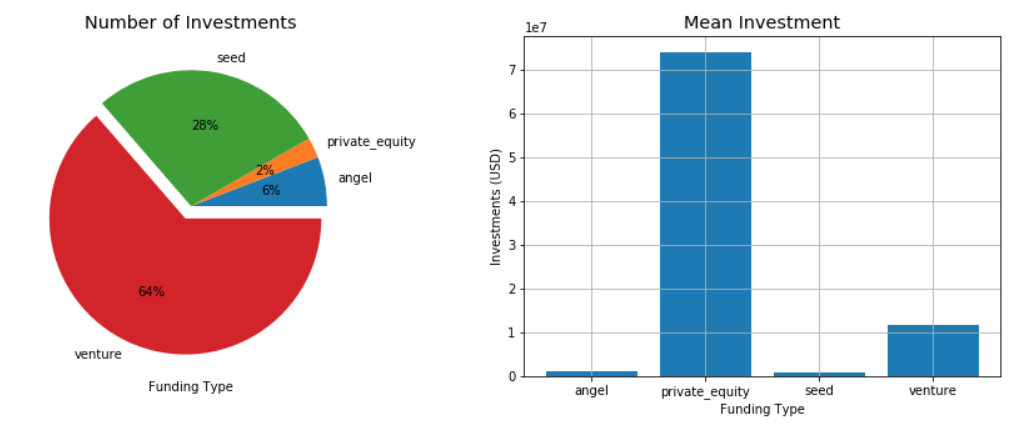 Number of Investments
seed
28%
private_equity
2%
angel
6%
64%
venture
Funding Type
Mean Investment
1e7
7
6
5
4
3
2
1
0
Investments (USD)
angel private_equity seed venture
Funding Type